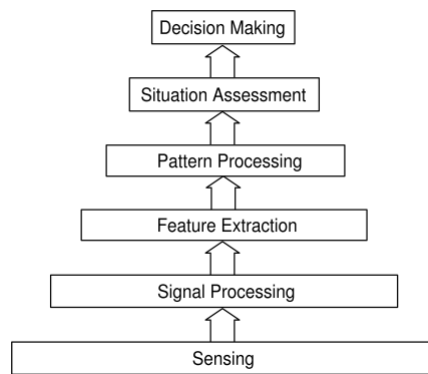 Decision Making
Situation Assessment
Pattern Processing
Feature Extraction
Signal Processing
Sensing